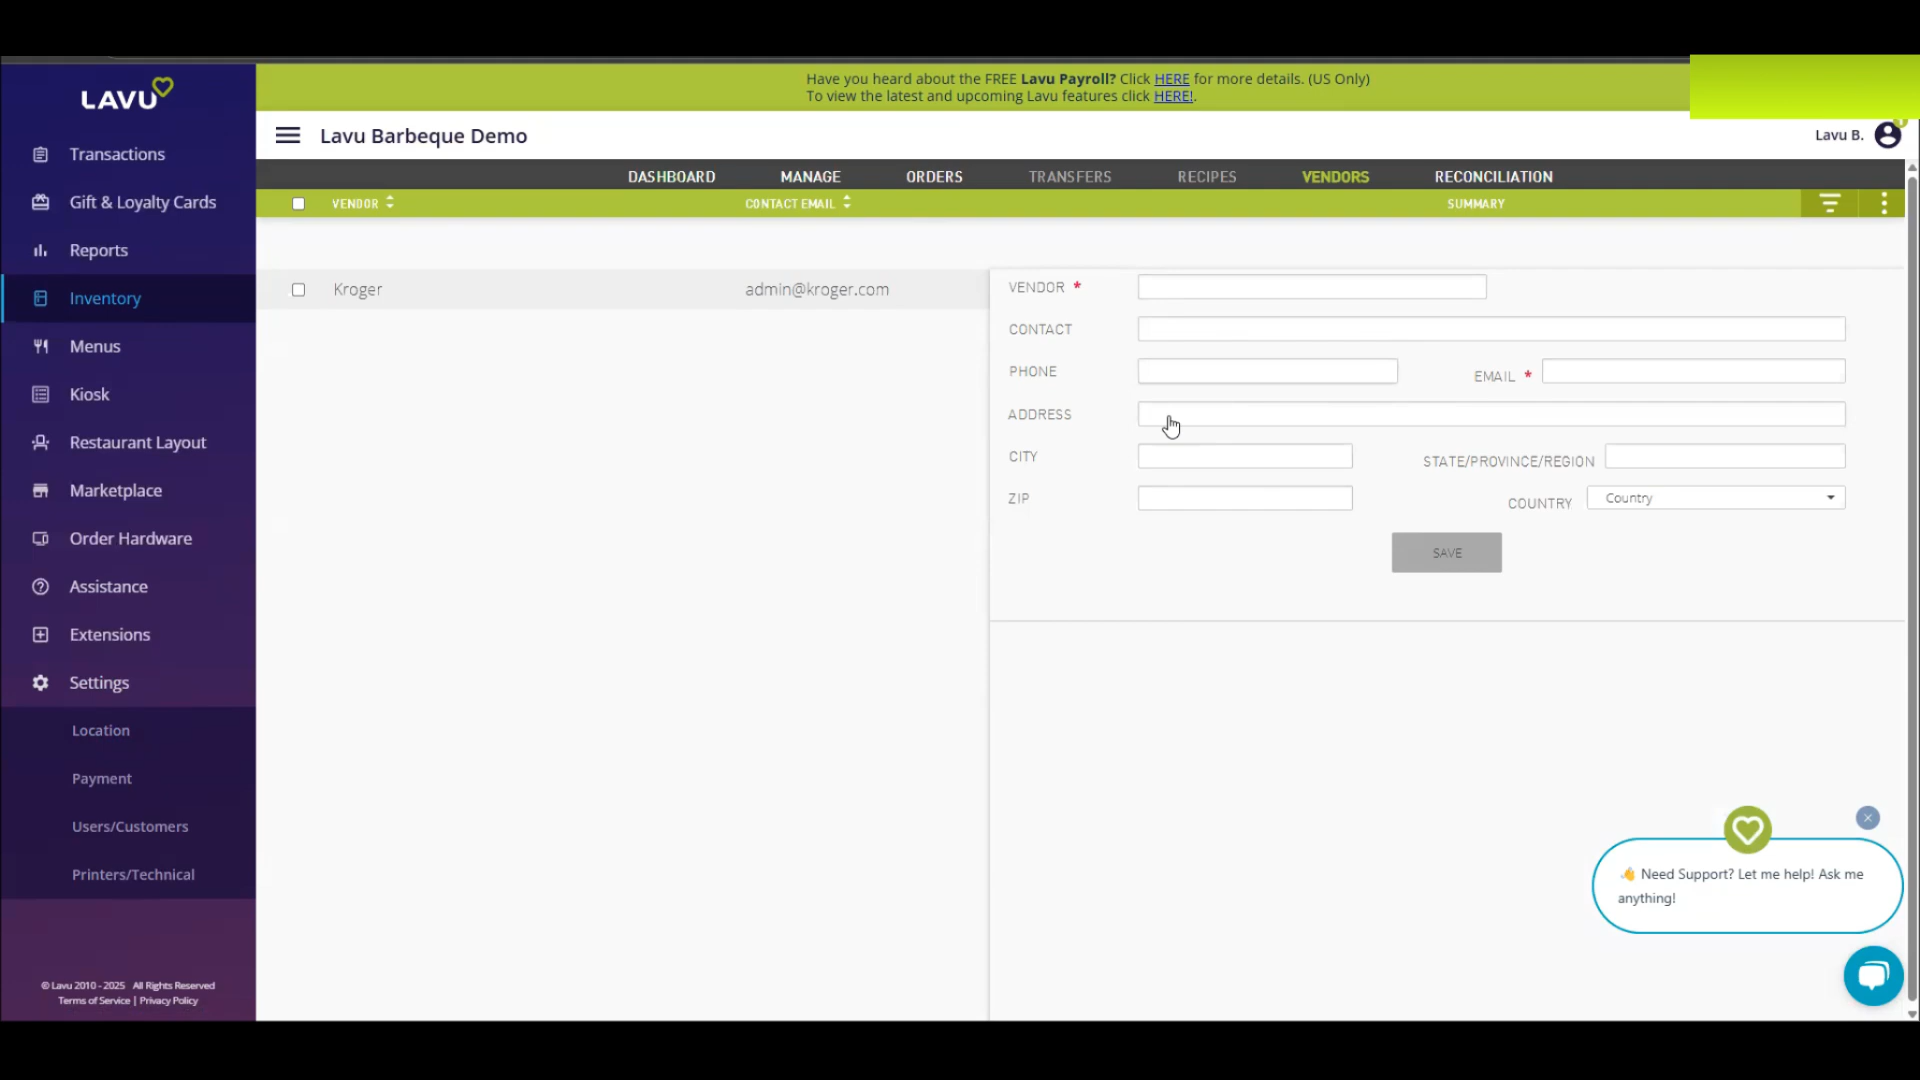 LAVU
Have you heard about the FREE Lavu Payroll? Click HERE for more details. (US Only)
To view the latest and upcoming Lavu features click HERE!.
Lavu Barbeque Demo
Lavu B.
Transactions
Gift & Loyalty Cards
Reports
Inventory
Menus
Kiosk
Restaurant Layout
Marketplace
Order Hardware
Assistance
Extensions
Settings
Location
Payment
Users/Customers
Printers/Technical
© Lavu 2010 - 2025 All Rights Reserved
Terms of Service | Privacy Policy
DASHBOARD MANAGE ORDERS TRANSFERS RECIPES VENDORS RECONCILIATION
VENDOR CONTACT EMAIL SUMMARY
Kroger admin@kroger.com
VENDOR *
CONTACT
PHONE EMAIL *
ADDRESS
CITY STATE/PROVINCE/REGION
ZIP COUNTRY Country
SAVE
👋 Need Support? Let me help! Ask me
anything!